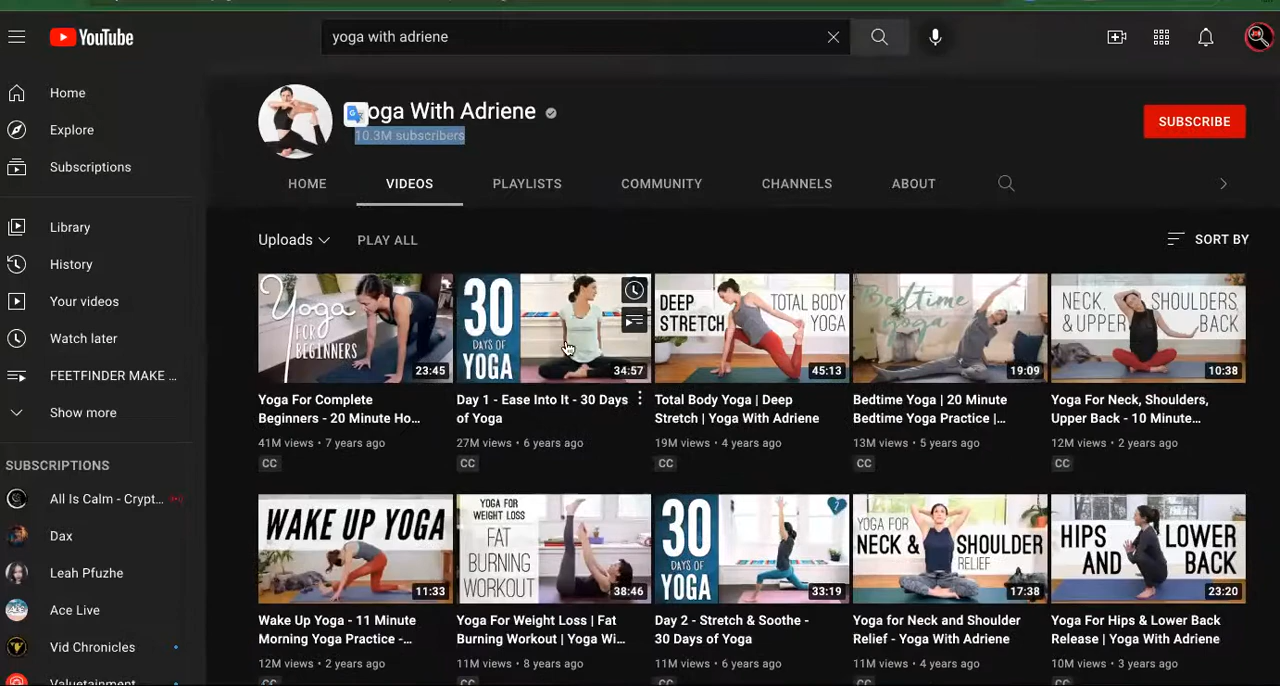 YouTube
yoga with adriene
Home
Explore
Subscriptions
Library
History
Your videos
Watch later
FEETFINDER MAKE ...
Show more
SUBSCRIPTIONS
All Is Calm - Crypt...
Dax
Leah Pfuzhe
Ace Live
Vid Chronicles
Valuetainment
oga With Adriene
10.3M subscribers
SUBSCRIBE
HOME
VIDEOS
PLAYLISTS
COMMUNITY
CHANNELS
ABOUT
Uploads
PLAY ALL
SORT BY
Yoga
FOR
BEGINNERS
23:45
Yoga For Complete
Beginners - 20 Minute Ho...
41M views • 7 years ago
CC
30
DAYS OF
YOGA
34:57
Day 1 - Ease Into It - 30 Days
of Yoga
27M views • 6 years ago
CC
DEEP
STRETCH
TOTAL BODY
YOGA
45:13
Total Body Yoga | Deep
Stretch | Yoga With Adriene
19M views • 4 years ago
CC
Bedtime
yoga
19:09
Bedtime Yoga | 20 Minute
Bedtime Yoga Practice |...
13M views • 5 years ago
CC
NECK, SHOULDERS,
& UPPER BACK
10:38
Yoga For Neck, Shoulders,
Upper Back - 10 Minute...
12M views • 2 years ago
CC
WAKE UP YOGA
11:33
Wake Up Yoga - 11 Minute
Morning Yoga Practice -...
12M views • 2 years ago
CC
YOGA FOR
WEIGHT LOSS
FAT
BURNING
WORKOUT
38:46
Yoga For Weight Loss | Fat
Burning Workout | Yoga Wi...
11M views • 8 years ago
CC
30
DAYS OF
YOGA
7
33:19
Day 2 - Stretch & Soothe -
30 Days of Yoga
11M views • 6 years ago
CC
YOGA FOR
NECK & SHOULDER
RELIEF
17:38
Yoga for Neck and Shoulder
Relief - Yoga With Adriene
11M views • 4 years ago
CC
HIPS LOWER
AND BACK
23:20
Yoga For Hips & Lower Back
Release | Yoga With Adriene
10M views • 3 years ago
CC